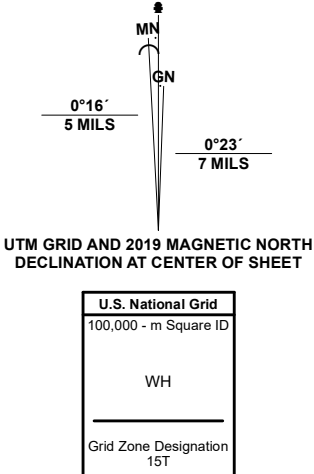 MN
GN
0°16´
5 MILS
0°23´
7 MILS
UTM GRID AND 2019 MAGNETIC NORTH
DECLINATION AT CENTER OF SHEET
U.S. National Grid
100,000 - m Square ID
WH
Grid Zone Designation
15T